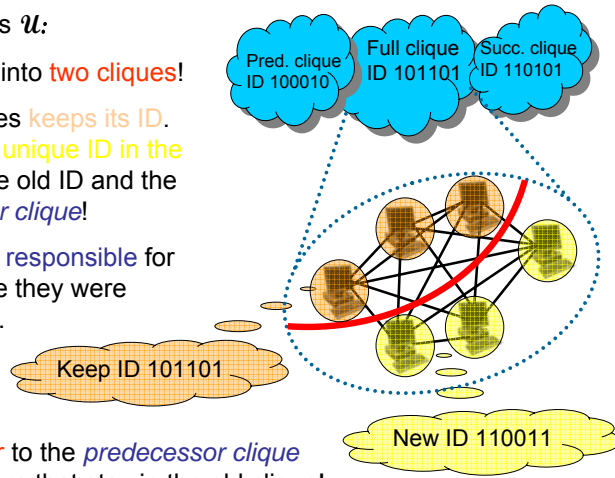 s u:
into two cliques!
es keeps its ID.
unique ID in the
e old ID and the
r clique!
responsible for
e they were
.
r to the predecessor clique
Pred. clique
ID 100010
Full clique
ID 101101
Succ. clique
ID 110101
Keep ID 101101
New ID 110011